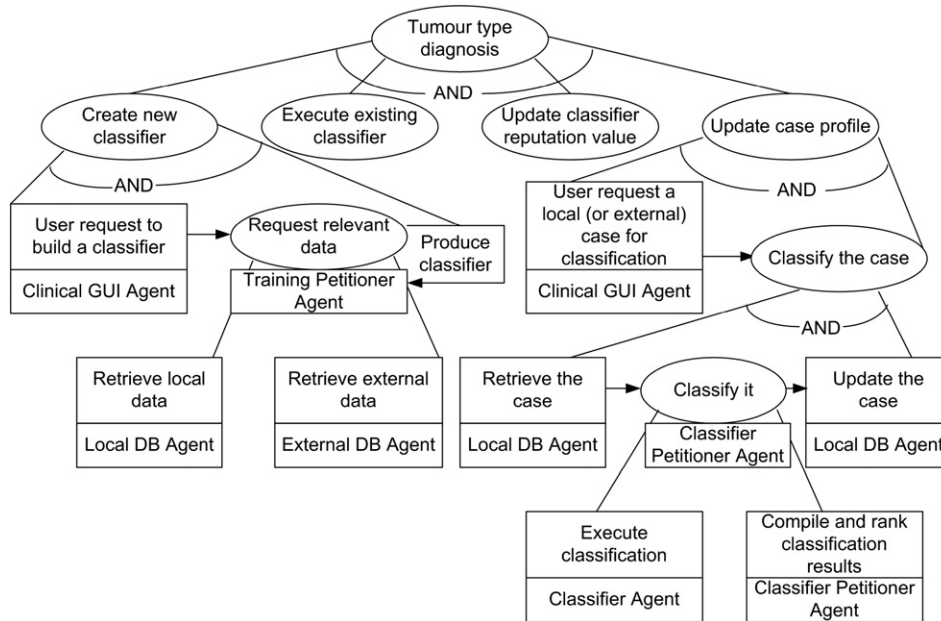 Tumour type
diagnosis
AND
Create new
classifier
Execute existing
classifier
Update classifier
reputation value
Update case profile
AND
AND
User request to
build a classifier
Clinical GUI Agent
Request relevant
data
Training Petitioner
Agent
Produce
classifier
User request a
local (or external)
case for
classification
Clinical GUI Agent
Classify the case
AND
Retrieve local
data
Local DB Agent
Retrieve external
data
External DB Agent
Retrieve the
case
Local DB Agent
Classify it
Classifier
Petitioner Agent
Update the
case
Local DB Agent
Execute
classification
Classifier Agent
Compile and rank
classification
results
Classifier Petitioner
Agent